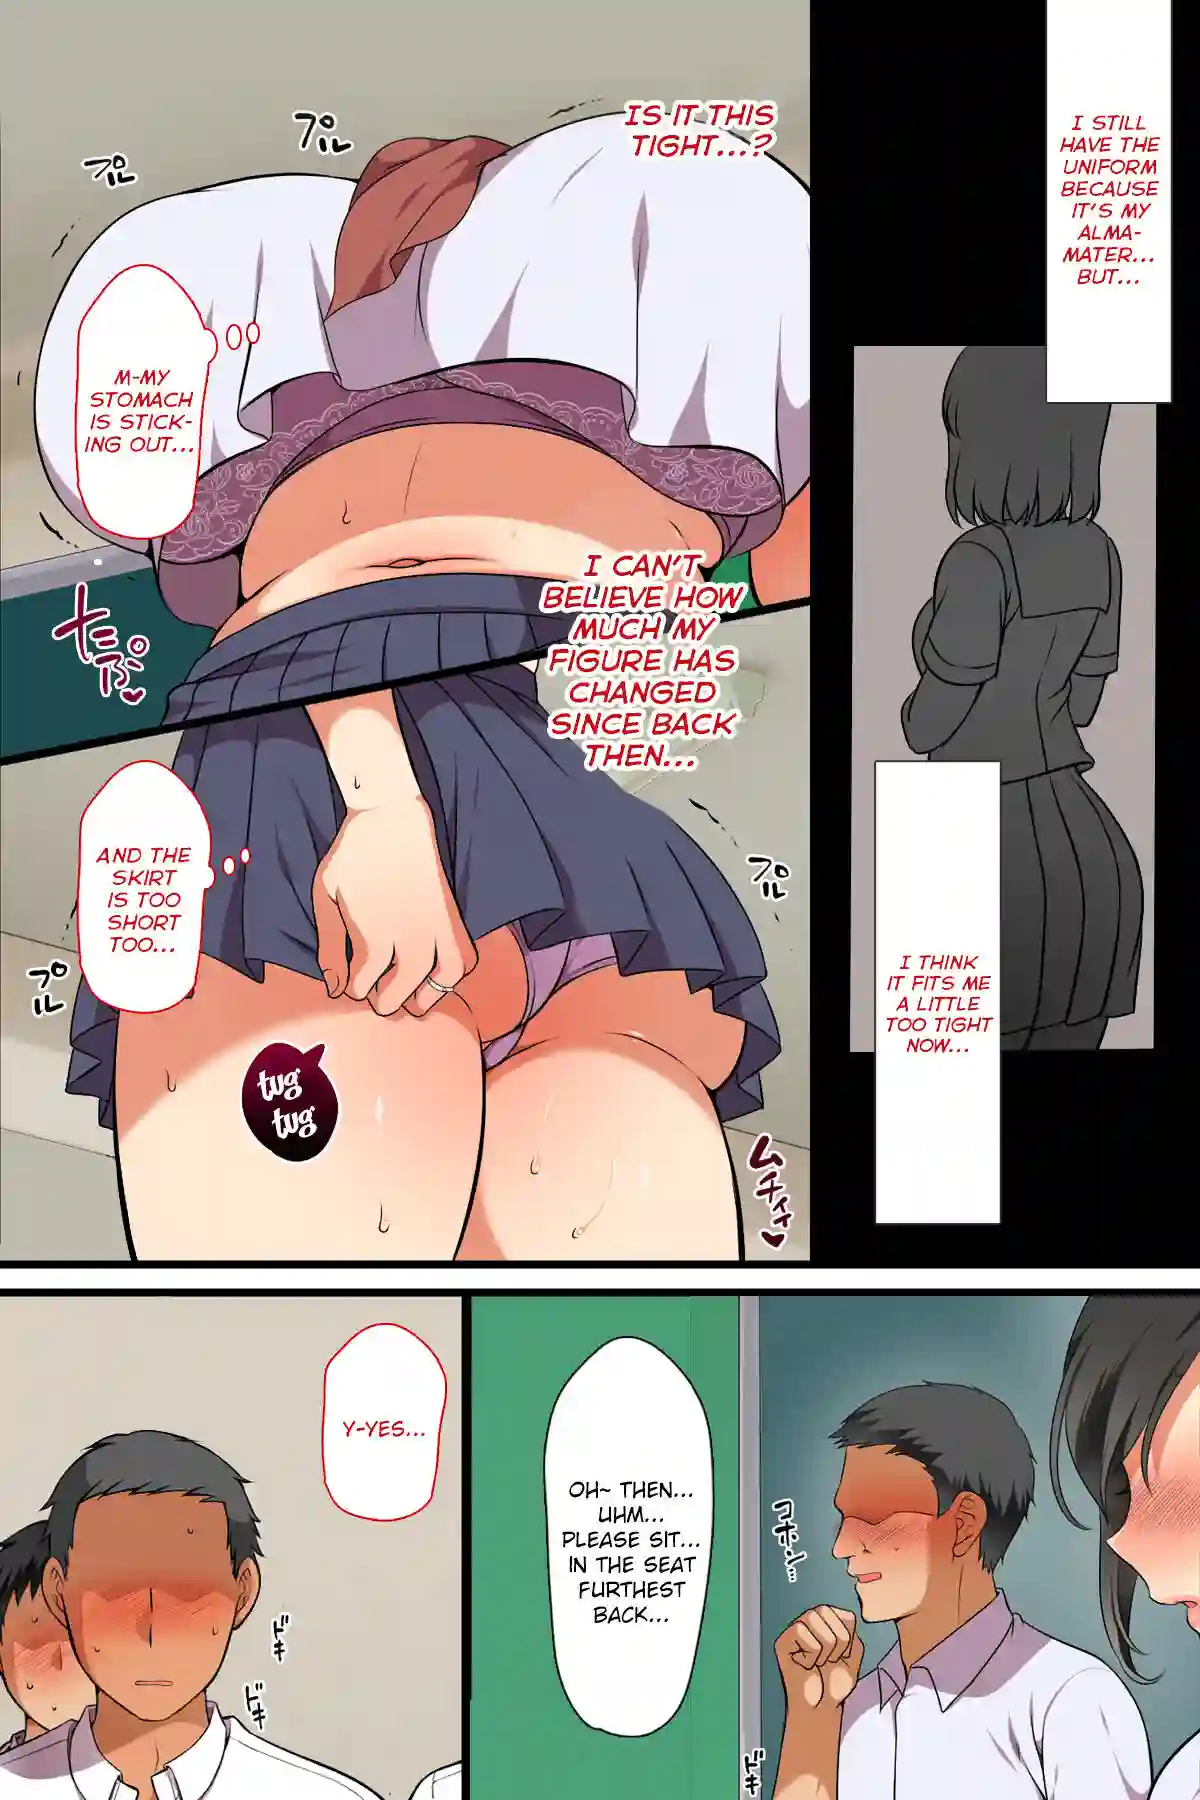 I STILL
HAVE THE
UNIFORM
BECAUSE
IT'S MY
ALMA-
MATER...
BUT...
I THINK
IT FITS ME
A LITTLE
TOO TIGHT
NOW...
IS IT THIS
TIGHT...?
プル
プル
M-MY
STOMACH
IS STICK-
ING OUT...
I CAN'T
BELIEVE HOW
MUCH MY
FIGURE HAS
CHANGED
SINCE BACK
THEN...
たぷ♥
AND THE
SKIRT
IS TOO
SHORT
TOO...
プル
プル
tug
tug
ムチィィ♥
コホン…
OH~ THEN...
UHM...
PLEASE SIT...
IN THE SEAT
FURTHEST
BACK...
ドキ
Y-YES...
ドキ
ドキ